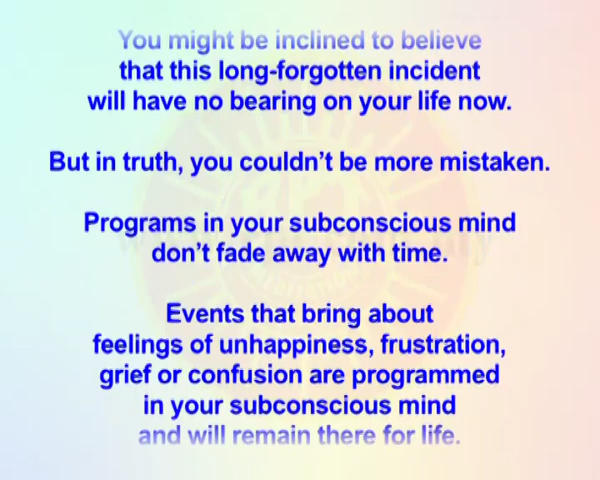 You might be inclined to believe
that this long-forgotten incident
will have no bearing on your life now.
But in truth, you couldn't be more mistaken.
Programs in your subconscious mind
don't fade away with time.
Events that bring about
feelings of unhappiness, frustration,
grief or confusion are programmed
in your subconscious mind
and will remain there for life.